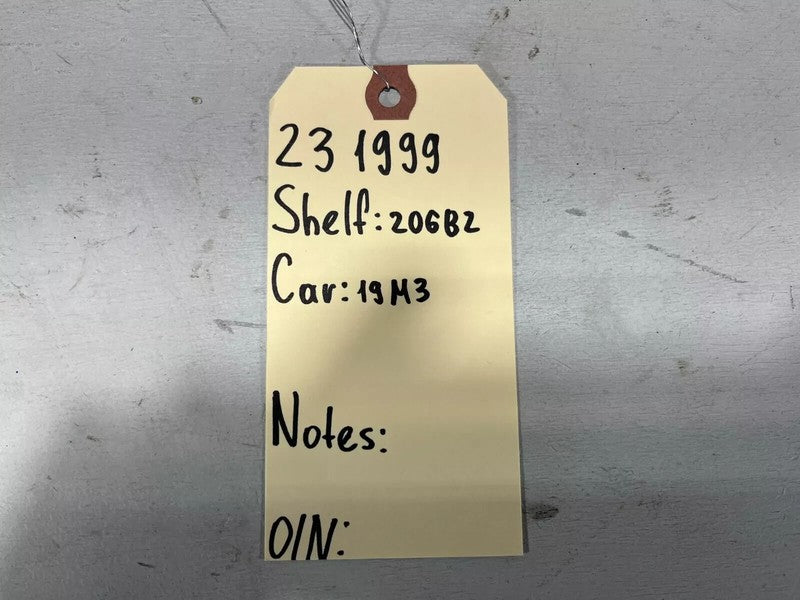 23 1999
Shelf: 206B2
Car: 19M3
Notes:
O/N: